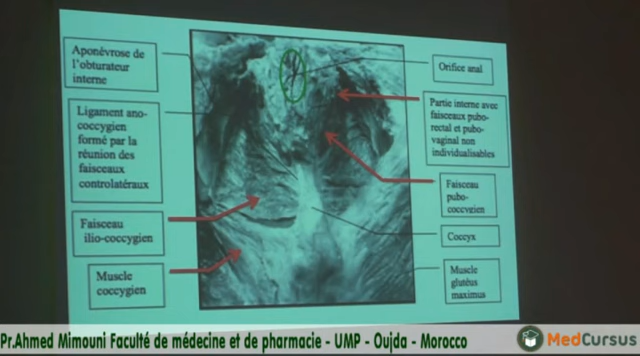 Aponévrose de
l'obturateur
interne
Ligament ano-
coccygien
formé par la
réunion des
faisceaux
controlatéraux
Faisceau
ilio-coccygien
Muscle
coccygien
Orifice anal
Partie interne avec
faisceaux pubo-
rectal et pubo-
vaginal non
individualisables
Faisceau
pubo-
coccygien
Coccyx
Muscle
glutéus
maximus
Pr.Ahmed Mimouni Faculté de médecine et de pharmacie - UMP - Oujda - Morocco
MedCursus